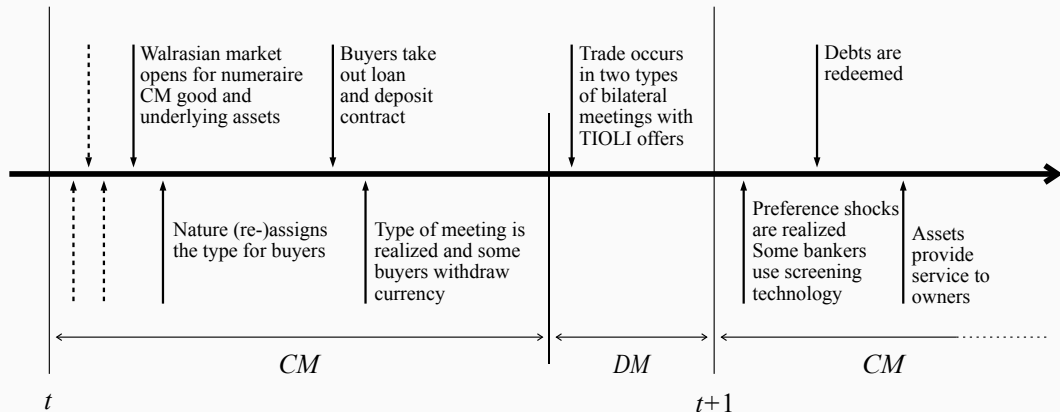 Walrasian market
opens for numeraire
CM good and
underlying assets
Buyers take
out loan
and deposit
contract
Trade occurs
in two types
of bilateral
meetings with
TIOLI offers
Debts are
redeemed
Nature (re-)assigns
the type for buyers
Type of meeting is
realized and some
buyers withdraw
currency
Preference shocks
are realized
Some bankers
use screening
technology
Assets
provide
service to
owners
CM
DM
CM
t
t+1